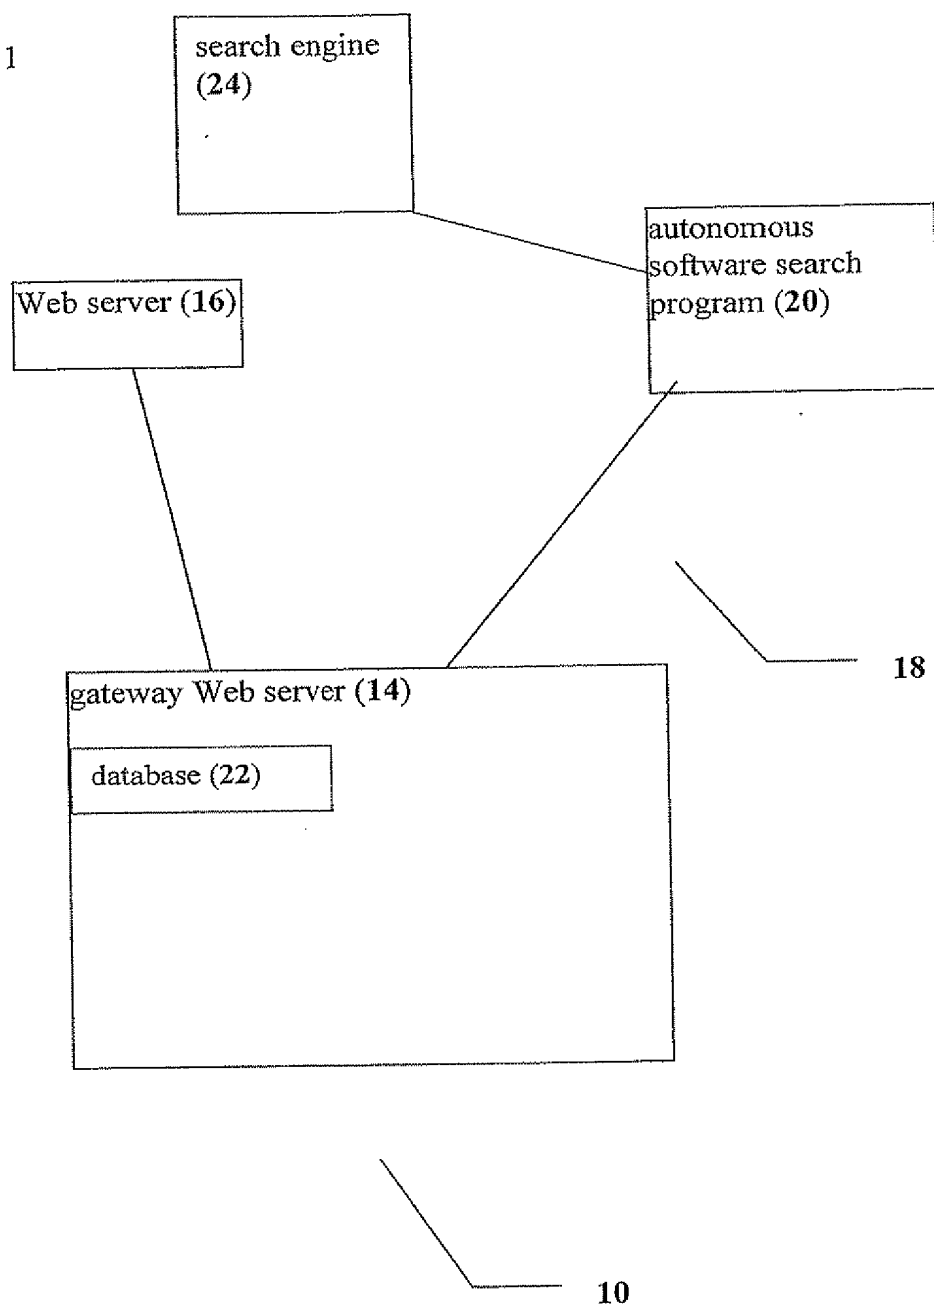 1
search engine
(24)
autonomous
software search
program (20)
Web server (16)
18
gateway Web server (14)
database (22)
10